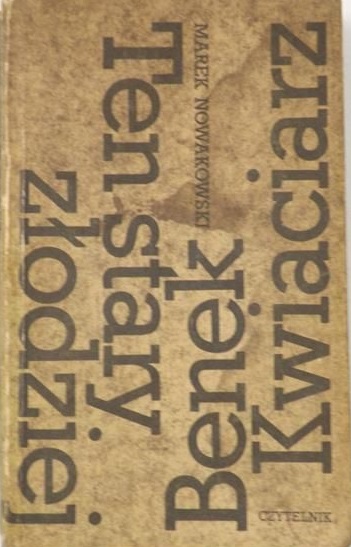 MAREK NOWAKOWSKI
Ten stary
złodziej
Benek
Kwiaciarz
CZYTELNIK